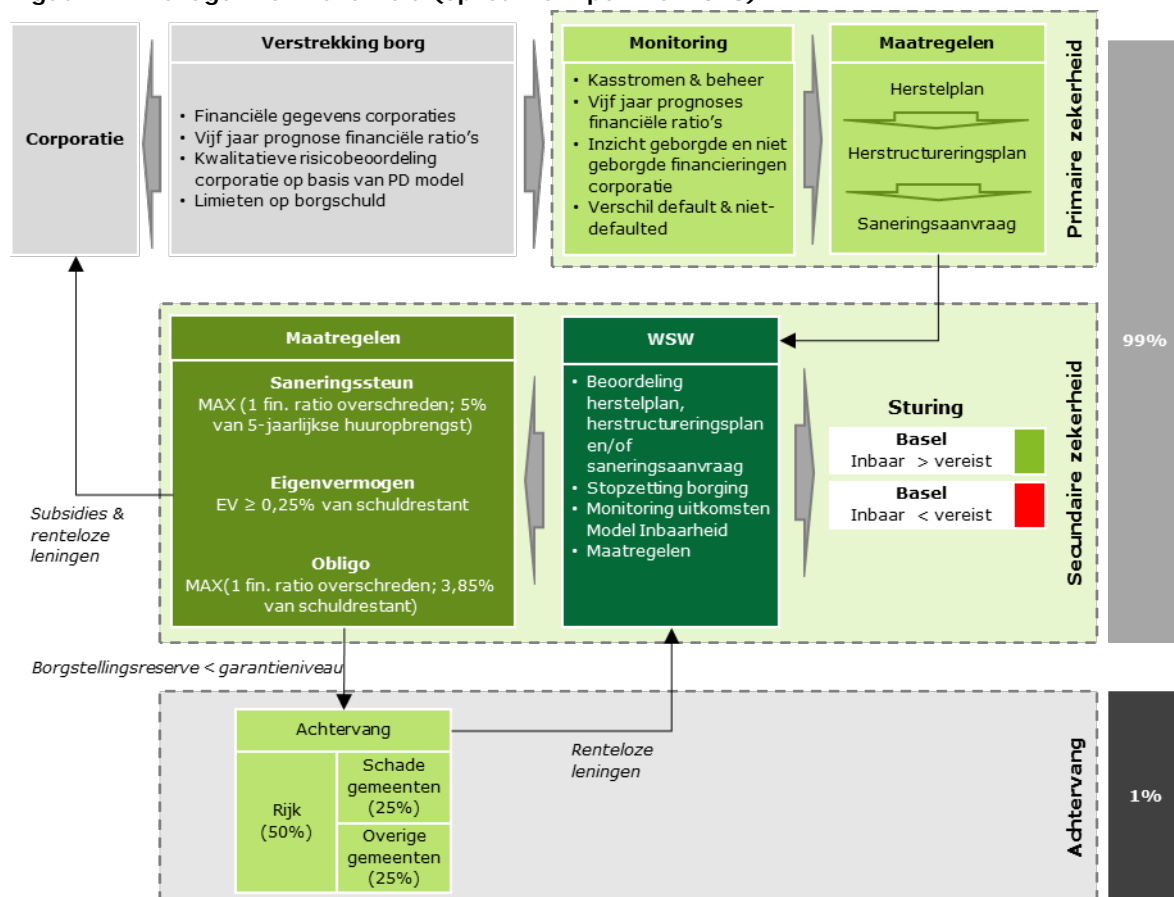 Corporatie
Verstrekking borg
• Financiële gegevens corporaties
• Vijf jaar prognose financiële ratio's
• Kwalitatieve risicobeoordeling
corporatie op basis van PD model
• Limieten op borgschuld
Monitoring
• Kasstromen & beheer
• Vijf jaar prognoses
financiële ratio's
• Inzicht geborgde en niet
geborgde financieringen
corporatie
• Verschil default & niet-
defaulted
Maatregelen
Herstelplan
Herstructureringsplan
Saneringsaanvraag
Primaire zekerheid
99%
Maatregelen
Saneringssteun
MAX (1 fin. ratio overschreden; 5%
van 5-jaarlijkse huuropbrengst)
Eigenvermogen
EV ≥ 0,25% van schuldrestant
Obligo
MAX(1 fin. ratio overschreden; 3,85%
van schuldrestant)
WSW
• Beoordeling
herstelplan,
herstructureringsplan
en/of
saneringsaanvraag
• Stopzetting borging
• Monitoring uitkomsten
Model Inbaarheid
• Maatregelen
Sturing
Basel
Inbaar > vereist
Basel
Inbaar < vereist
Secundaire zekerheid
Subsidies &
renteloze
leningen
Borgstellingsreserve < garantieniveau
Achtervang
Rijk
(50%)
Schade
gemeenten
(25%)
Overige
gemeenten
(25%)
Renteloze
leningen
Achtervang
1%